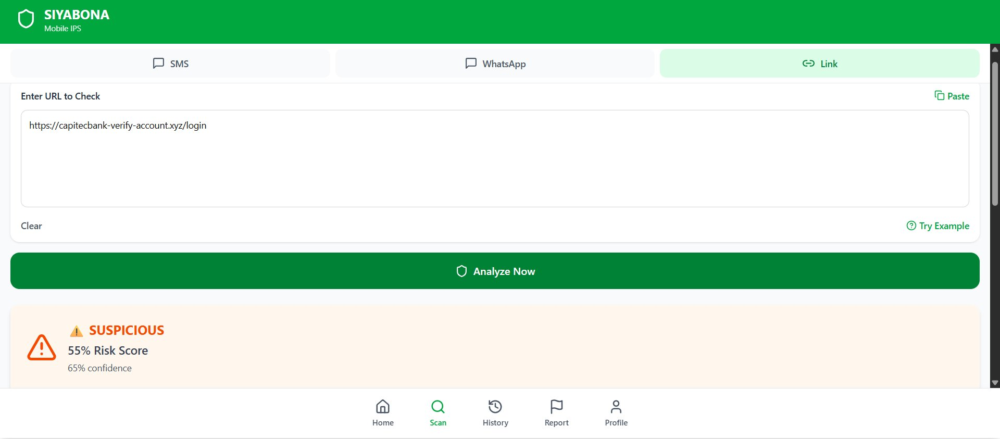 SIYABONA
Mobile IPS
SMS
WhatsApp
Link
Enter URL to Check
Paste
https://capitecbank-verify-account.xyz/login
Clear
Try Example
Analyze Now
SUSPICIOUS
55% Risk Score
65% confidence
Home
Scan
History
Report
Profile